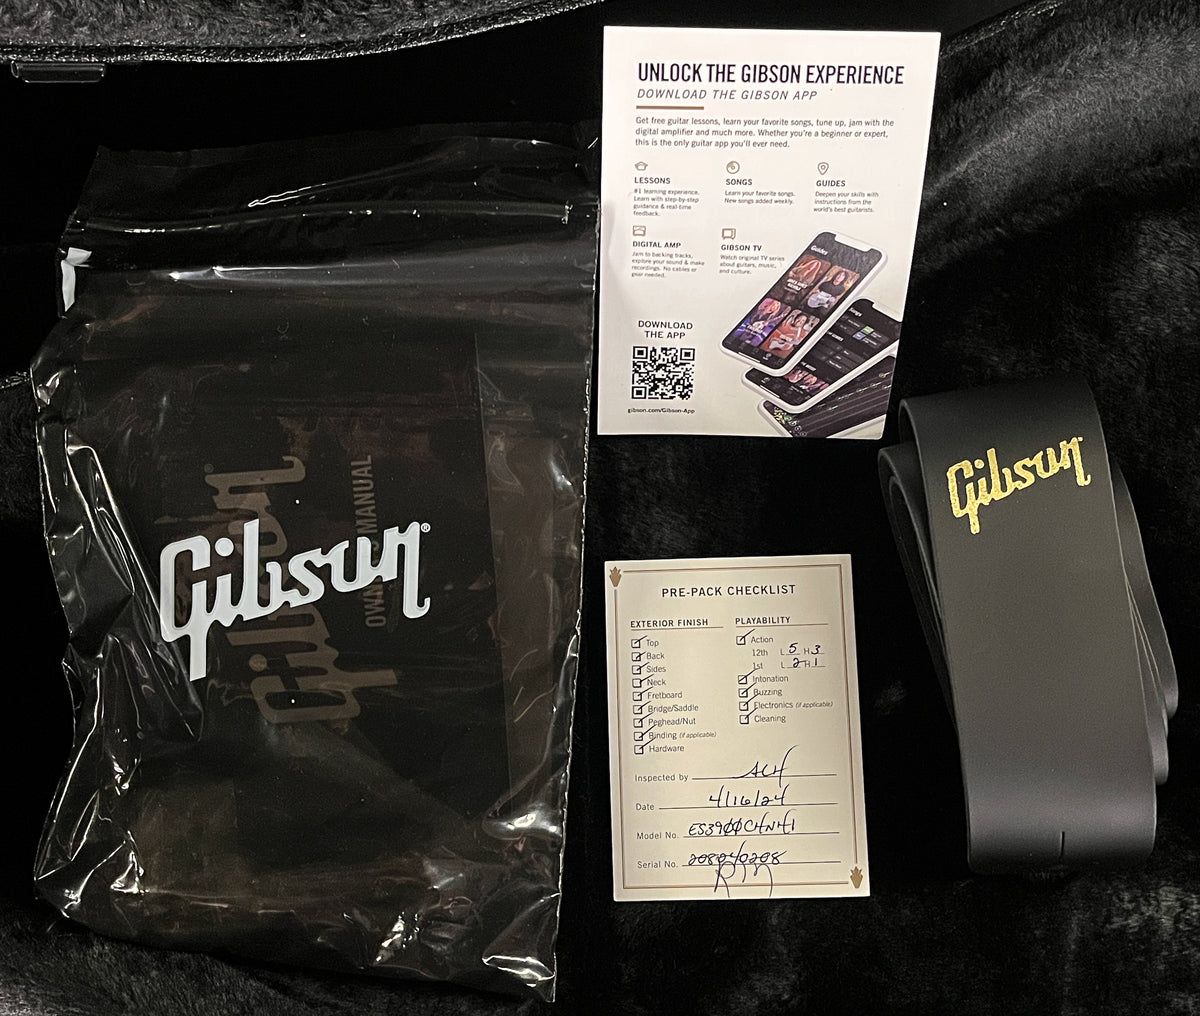 UNLOCK THE GIBSON EXPERIENCE
DOWNLOAD THE GIBSON APP
Get free guitar lessons, learn your favorite songs, tune up, jam with the
digital amplifier and much more. Whether you're a beginner or expert,
this is the only guitar app you'll ever need.
LESSONS
#1 learning experience.
Learn with step-by-step
guidance & real-time
feedback.
SONGS
Learn your favorite songs.
New songs added weekly.
GUIDES
Deepen your skills with
instructions from the
world's best guitarists.
DIGITAL AMP
Jam to backing tracks,
explore your sound & make
recordings. No cables or
gear needed.
GIBSON TV
Watch original TV series
about guitars, music,
and culture.
Guides
Songs
DOWNLOAD
THE APP
gibson.com/Gibson-App
Gibson®
Gibson
OWNER'S MANUAL
Gibson
PRE-PACK CHECKLIST
EXTERIOR FINISH
Top
Back
Sides
Neck
Fretboard
Bridge/Saddle
Peghead/Nut
Binding (if applicable)
Hardware
PLAYABILITY
Action
12th L 5 H 3
1st L 2 H 1
Intonation
Buzzing
Electronics (if applicable)
Cleaning
Inspected by ACH
Date 4/16/24
Model No. ES3900CHNH1
Serial No. 208240208